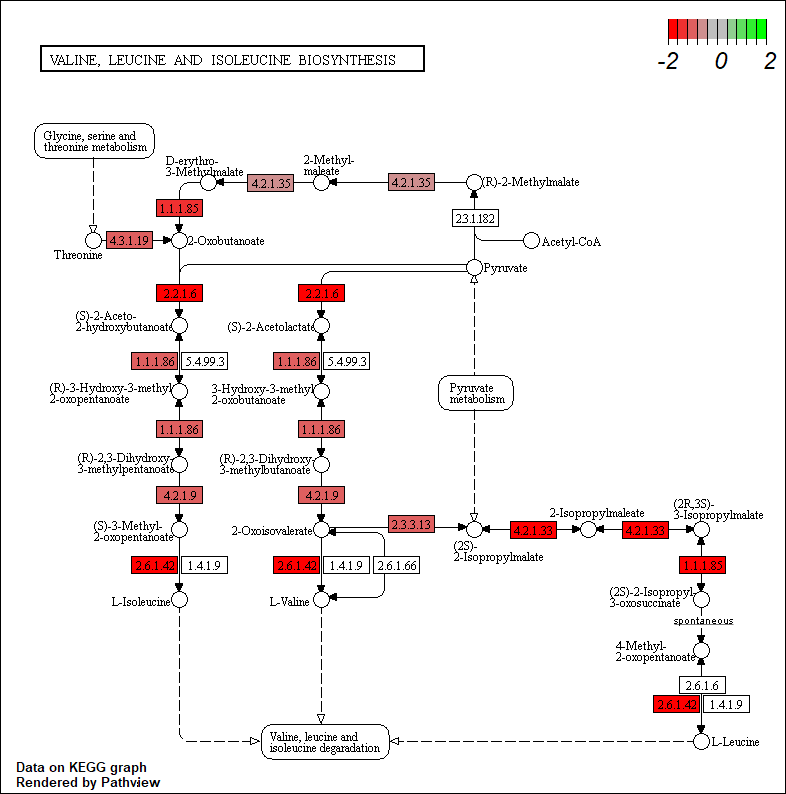 -2 0 2
VALINE, LEUCINE AND ISOLEUCINE BIOSYNTHESIS
Glycine, serine and
threonine metabolism
D-erythro-
3-Methylmalate
4.2.1.35
2-Methyl-
maleate
4.2.1.35
(R)-2-Methylmalate
1.1.1.85
2.3.1.182
Threonine
4.3.1.19
2-Oxobutanoate
Acetyl-CoA
Pyruvate
2.2.1.6
2.2.1.6
(S)-2-Aceto-
2-hydroxybutanoate
(S)-2-Acetolactate
1.1.1.86
5.4.99.3
1.1.1.86
5.4.99.3
(R)-3-Hydroxy-3-methyl
2-oxopentanoate
3-Hydroxy-3-methyl
2-oxobutanoate
Pyruvate
metabolism
1.1.1.86
1.1.1.86
(R)-2,3-Dihydroxy-
3-methylpentanoate
(R)-2,3-Dihydroxy-
3-methylbutanoate
4.2.1.9
4.2.1.9
(S)-3-Methyl-
2-oxopentanoate
2-Oxoisovalerate
2.3.3.13
(2S)-
2-Isopropylmalate
4.2.1.33
2-Isopropylmaleate
4.2.1.33
(2R,3S)-
3-Isopropylmalate
2.6.1.42
1.4.1.9
2.6.1.42
1.4.1.9
2.6.1.66
1.1.1.85
L-Isoleucine
L-Valine
(2S)-2-Isopropyl-
3-oxosuccinate
spontaneous
4-Methyl-
2-oxopentanoate
2.6.1.6
2.6.1.42
1.4.1.9
Valine, leucine and
isoleucine degradation
L-Leucine
Data on KEGG graph
Rendered by Pathview